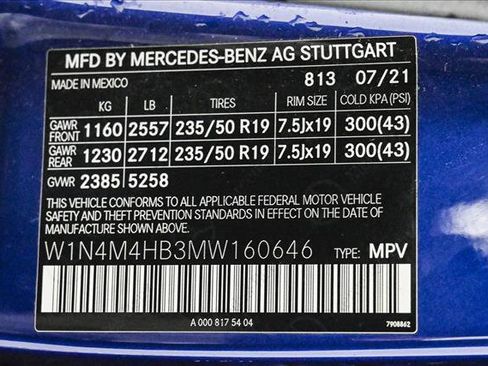 MFD BY MERCEDES-BENZ AG STUTTGART
MADE IN MEXICO 813 07/21
KG LB TIRES RIM SIZE COLD KPA (PSI)
GAWR FRONT 1160 2557 235/50 R19 7.5Jx19 300(43)
GAWR REAR 1230 2712 235/50 R19 7.5Jx19 300(43)
GVWR 2385 5258
THIS VEHICLE CONFORMS TO ALL APPLICABLE FEDERAL MOTOR VEHICLE
SAFETY AND BUMPER STANDARDS IN EFFECT ON THE DATE OF
MANUFACTURE SHOWN ABOVE.
W1N4M4HB3MW160646 TYPE: MPV
A 000 817 54 04 7908862